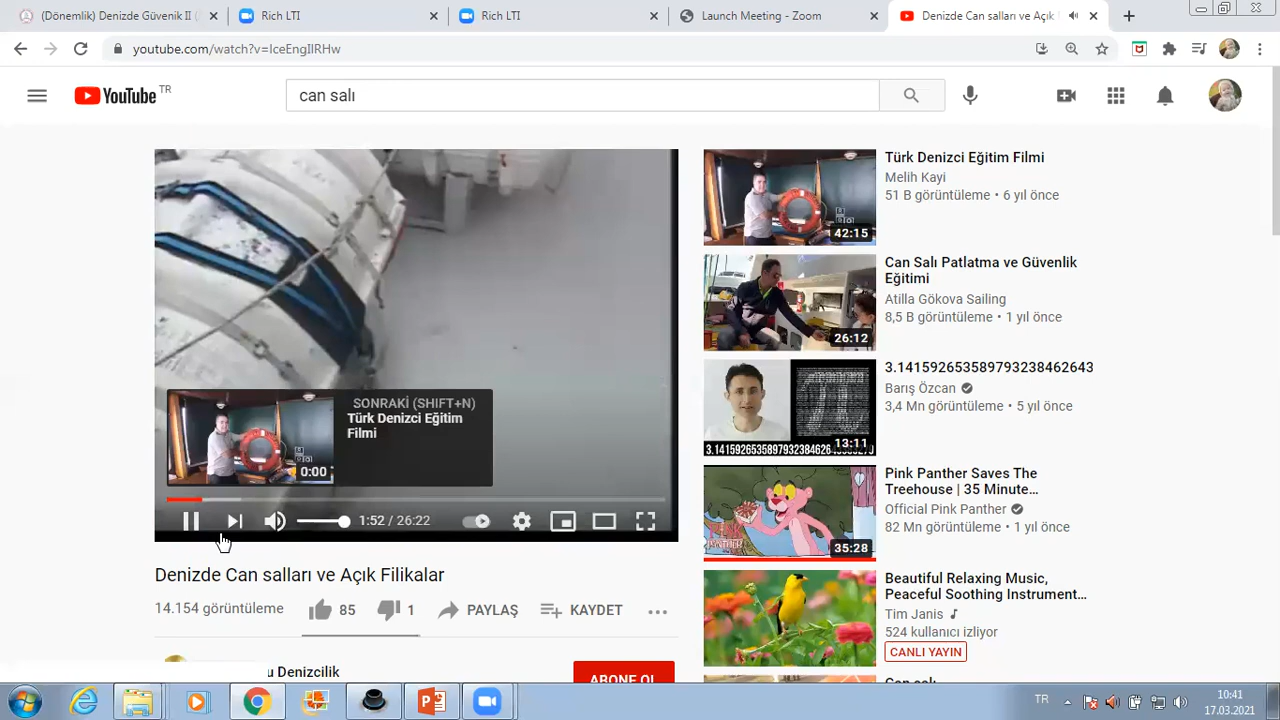 (Dönemlik) Denizde Güvenik II (
Rich LTI
Rich LTI
Launch Meeting - Zoom
Denizde Can salları ve Açık
youtube.com/watch?v=IceEngIlRHw
YouTube TR
can salı
SONRAKİ (SHIFT+N)
Türk Denizci Eğitim
Filmi
0:00
1:52 / 26:22
Denizde Can salları ve Açık Filikalar
14.154 görüntüleme
85
1
PAYLAŞ
KAYDET
u Denizcilik
ABONE OL
42:15
Türk Denizci Eğitim Filmi
Melih Kayi
51 B görüntüleme • 6 yıl önce
26:12
Can Salı Patlatma ve Güvenlik
Eğitimi
Atilla Gökova Sailing
8,5 B görüntüleme • 1 yıl önce
13:11
3.141592653589793238462643
Barış Özcan
3,4 Mn görüntüleme • 5 yıl önce
35:28
Pink Panther Saves The
Treehouse | 35 Minute...
Official Pink Panther
82 Mn görüntüleme • 1 yıl önce
Beautiful Relaxing Music,
Peaceful Soothing Instrument...
Tim Janis
524 kullanıcı izliyor
CANLI YAYIN
TR
10:41
17.03.2021